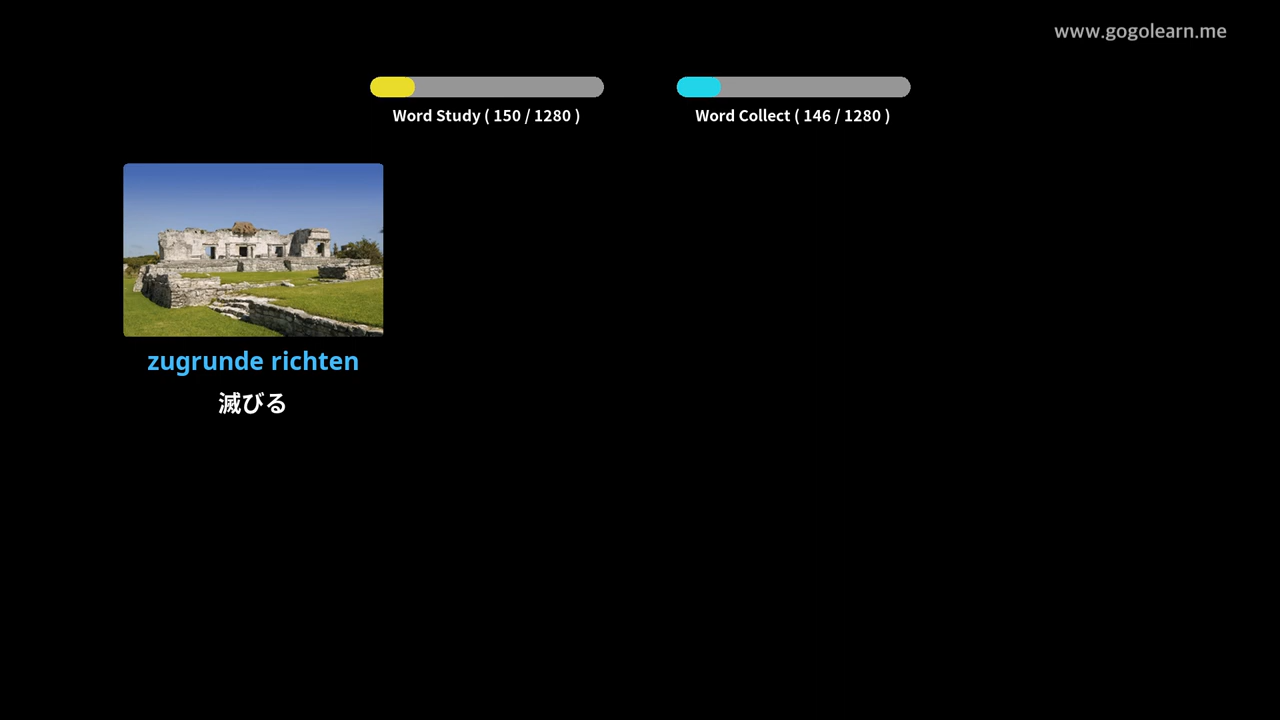 www.gogolearn.me
Word Study ( 150 / 1280 )
Word Collect ( 146 / 1280 )
zugrunde richten
滅びる